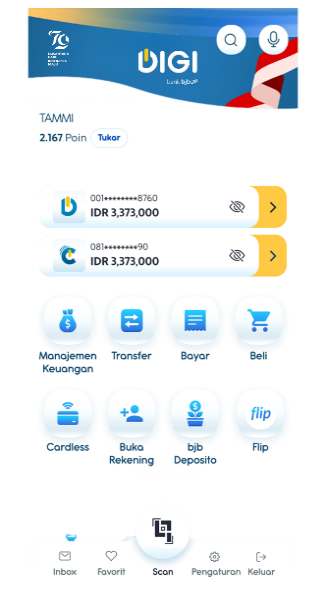 79
DIGI
bank bjb
TAMMI
2.167 Poin Tukar
001********8760
IDR 3,373,000
081********90
IDR 3,373,000
Manajemen Keuangan
Transfer
Bayar
Beli
Cardless
Buka Rekening
bjb Deposito
flip
Flip
Inbox
Favorit
Scan
Pengaturan
Keluar